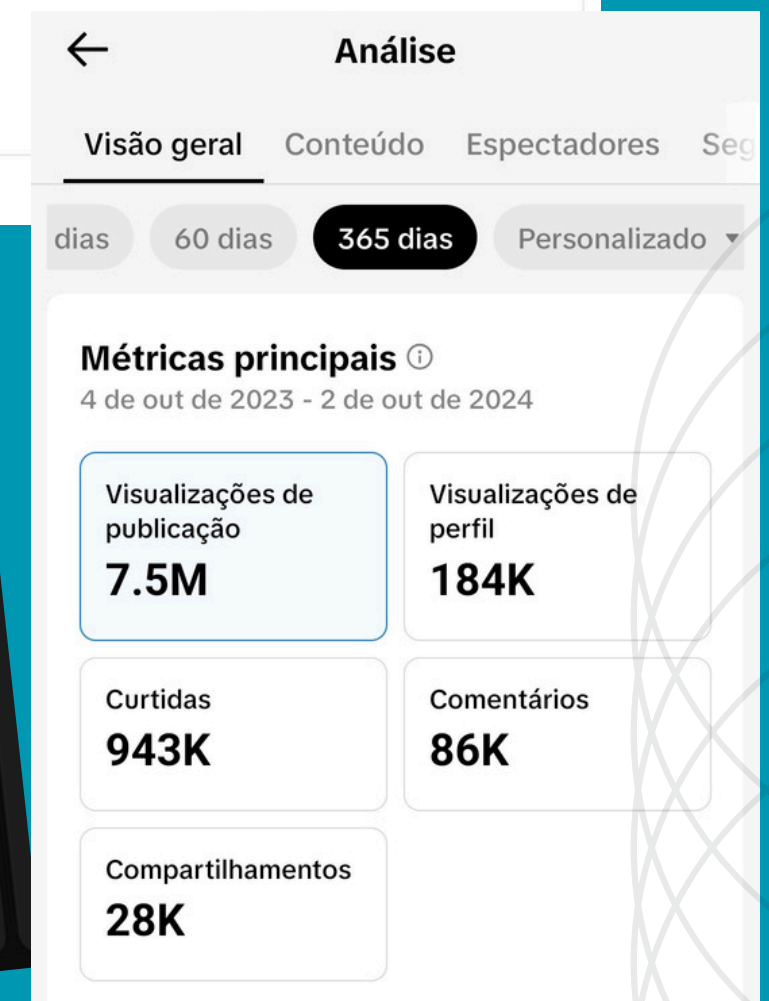 Análise
Visão geral Conteúdo Espectadores Seg
dias 60 dias 365 dias Personalizado
Métricas principais
4 de out de 2023 - 2 de out de 2024
Visualizações de
publicação
7.5M
Visualizações de
perfil
184K
Curtidas
943K
Comentários
86K
Compartilhamentos
28K